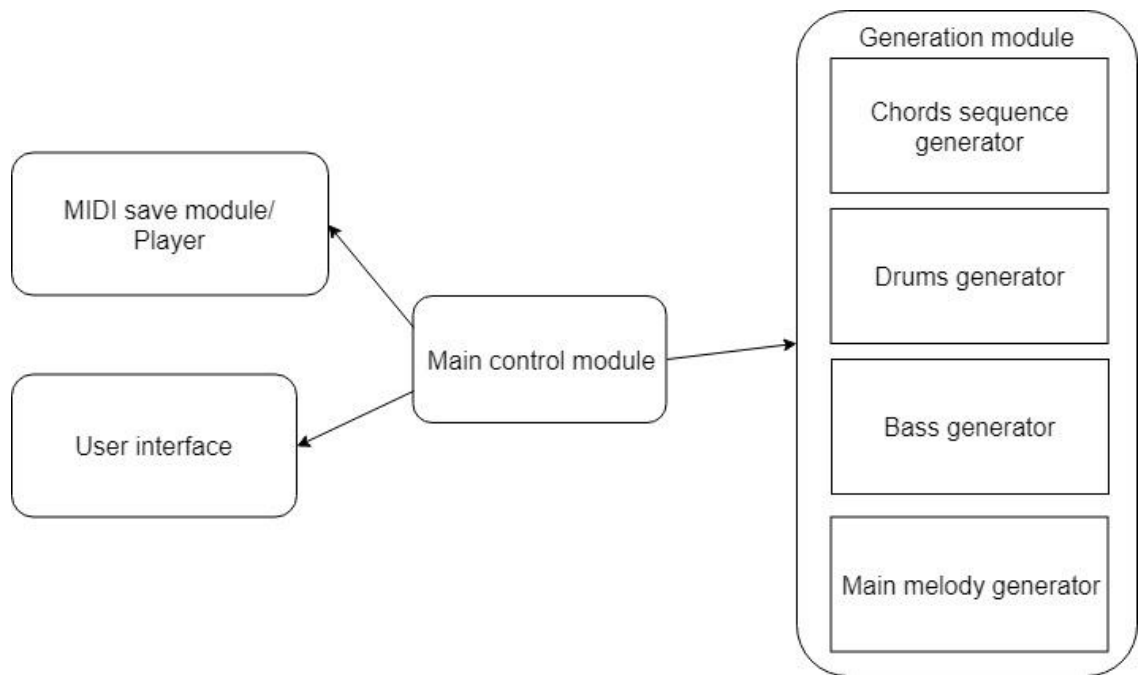 Generation module
Chords sequence
generator
MIDI save module/
Player
Drums generator
Main control module
User interface
Bass generator
Main melody generator